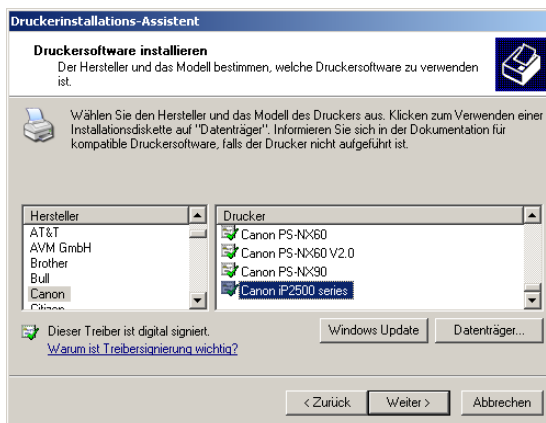 Druckerinstallations-Assistent
Druckersoftware installieren
Der Hersteller und das Modell bestimmen, welche Druckersoftware zu verwenden
ist.
Wählen Sie den Hersteller und das Modell des Druckers aus. Klicken zum Verwenden einer
Installationsdiskette auf "Datenträger". Informieren Sie sich in der Dokumentation für
kompatible Druckersoftware, falls der Drucker nicht aufgeführt ist.
Hersteller
AT&T
AVM GmbH
Brother
Bull
Canon
Citizen
Drucker
Canon PS-NX60
Canon PS-NX60 V2.0
Canon PS-NX90
Canon iP2500 series
Dieser Treiber ist digital signiert.
Warum ist Treibersignierung wichtig?
Windows Update
Datenträger...
< Zurück
Weiter >
Abbrechen